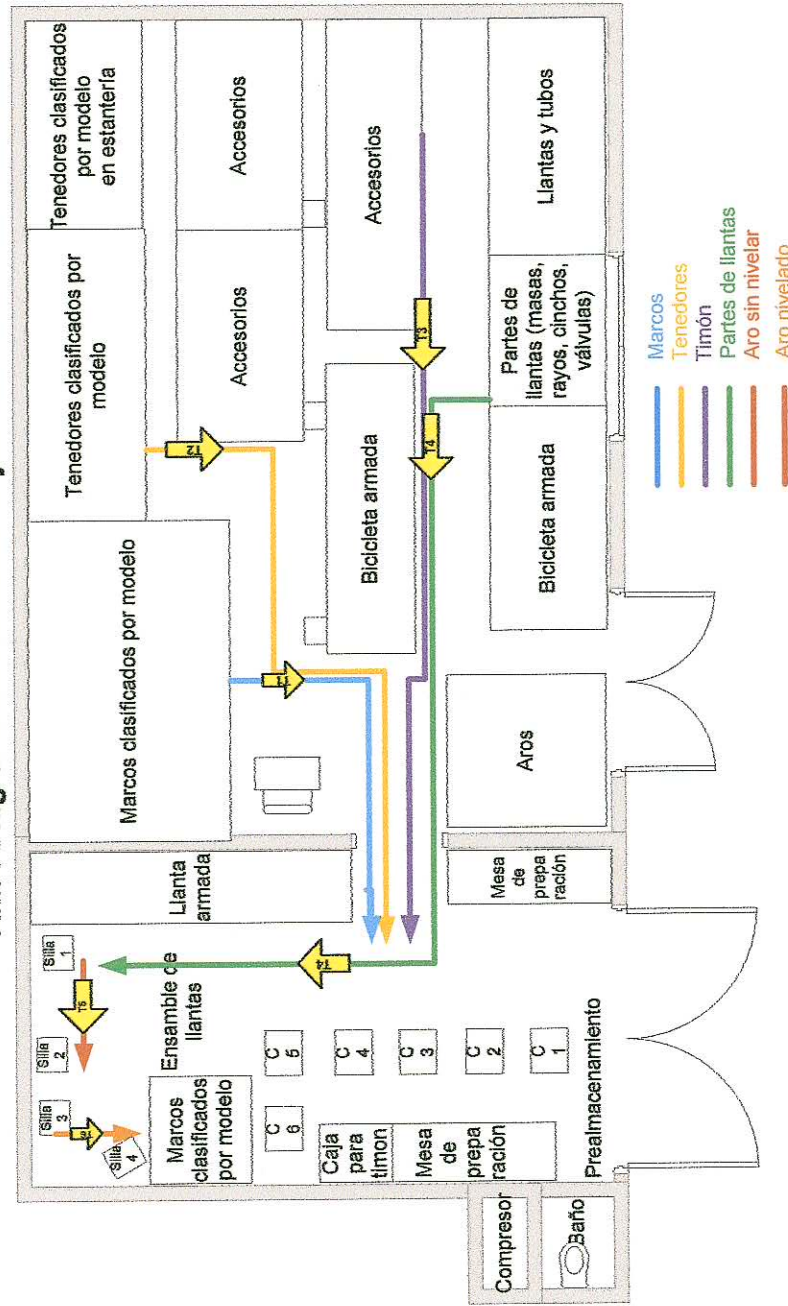 Tenedores clasificados
por modelo
en estantería
Tenedores clasificados por
modelo
Marcos clasificados por modelo
Accesorios
Accesorios
Accesorios
Bicicleta armada
Llantas y tubos
Partes de
llantas (masas,
rayos, cinchos,
válvulas)
Bicicleta armada
Aros
T1
T2
T3
T4
T4
T5
Llanta
armada
Mesa
de
prepa
ración
Silla
1
Silla
2
Silla
3
Silla
4
Ensamble de
llantas
Marcos
clasificados
por modelo
C
6
C
5
C
4
C
3
C
2
C
1
Caja
para
timon
Mesa
de
prepa
ración
Prealmacenamiento
Compresor
Baño
Marcos
Tenedores
Timón
Partes de llantas
Aro sin nivelar
Aro nivelado